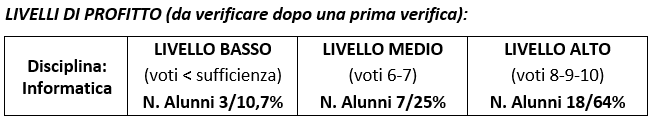 LIVELLI DI PROFITTO (da verificare dopo una prima verifica):
Disciplina:
Informatica
LIVELLO BASSO
(voti < sufficienza)
N. Alunni 3/10,7%
LIVELLO MEDIO
(voti 6-7)
N. Alunni 7/25%
LIVELLO ALTO
(voti 8-9-10)
N. Alunni 18/64%